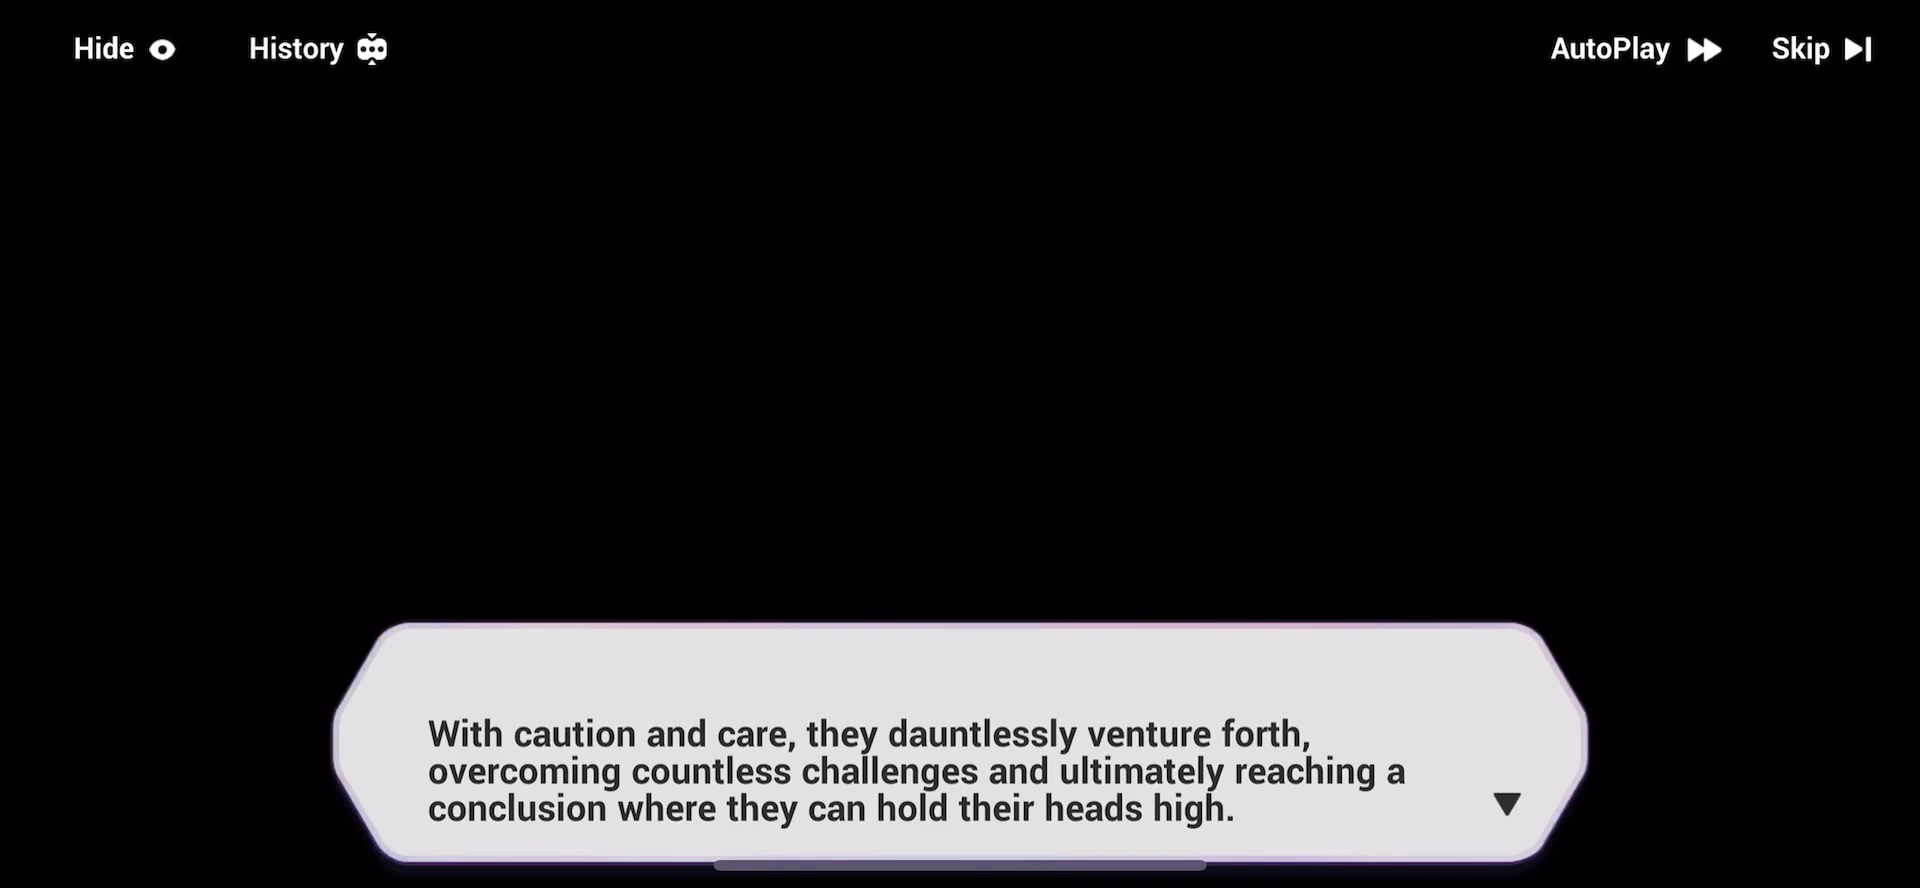 Hide
History
AutoPlay
Skip
With caution and care, they dauntlessly venture forth,
overcoming countless challenges and ultimately reaching a
conclusion where they can hold their heads high.